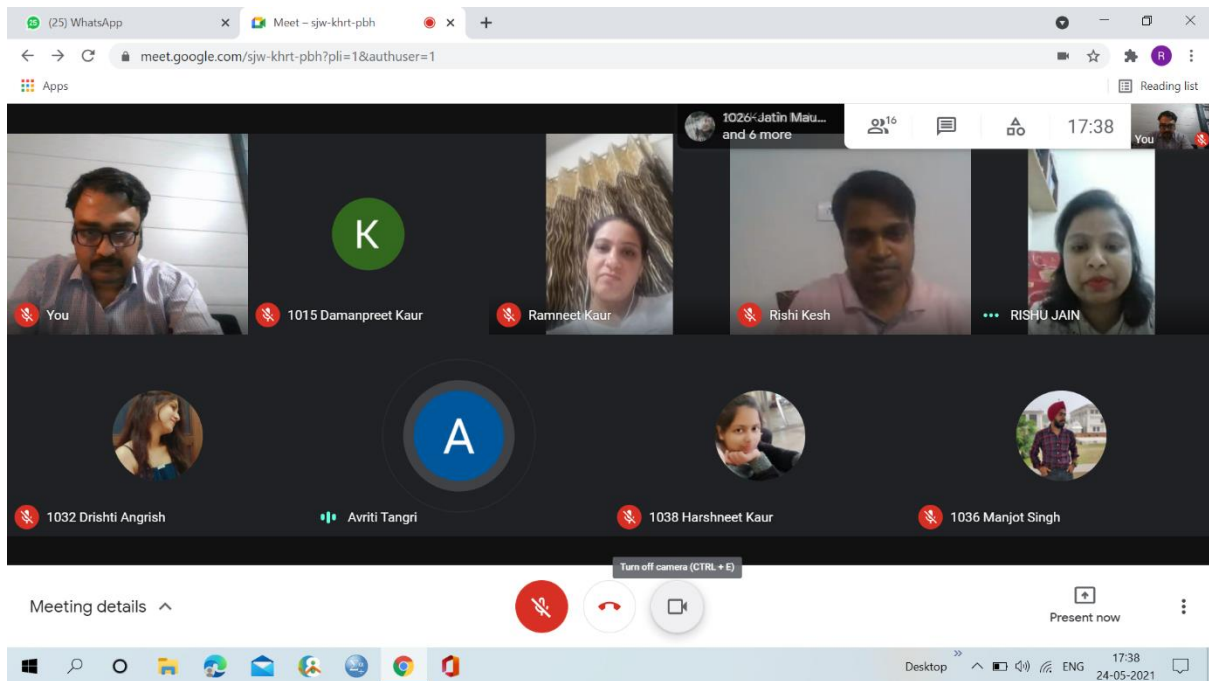 (25) WhatsApp
Meet – sjw-khrt-pbh
meet.google.com/sjw-khrt-pbh?pli=1&authuser=1
R
Apps
Reading list
and 6 more
16
17:38
You
You
K
1015 Damanpreet Kaur
Ramneet Kaur
Rishi Kesh
RISHU JAIN
1032 Drishti Angrish
A
Avriti Tangri
1038 Harshneet Kaur
1036 Manjot Singh
Turn off camera (CTRL + E)
Meeting details
Present now
Desktop
ENG
17:38
24-05-2021